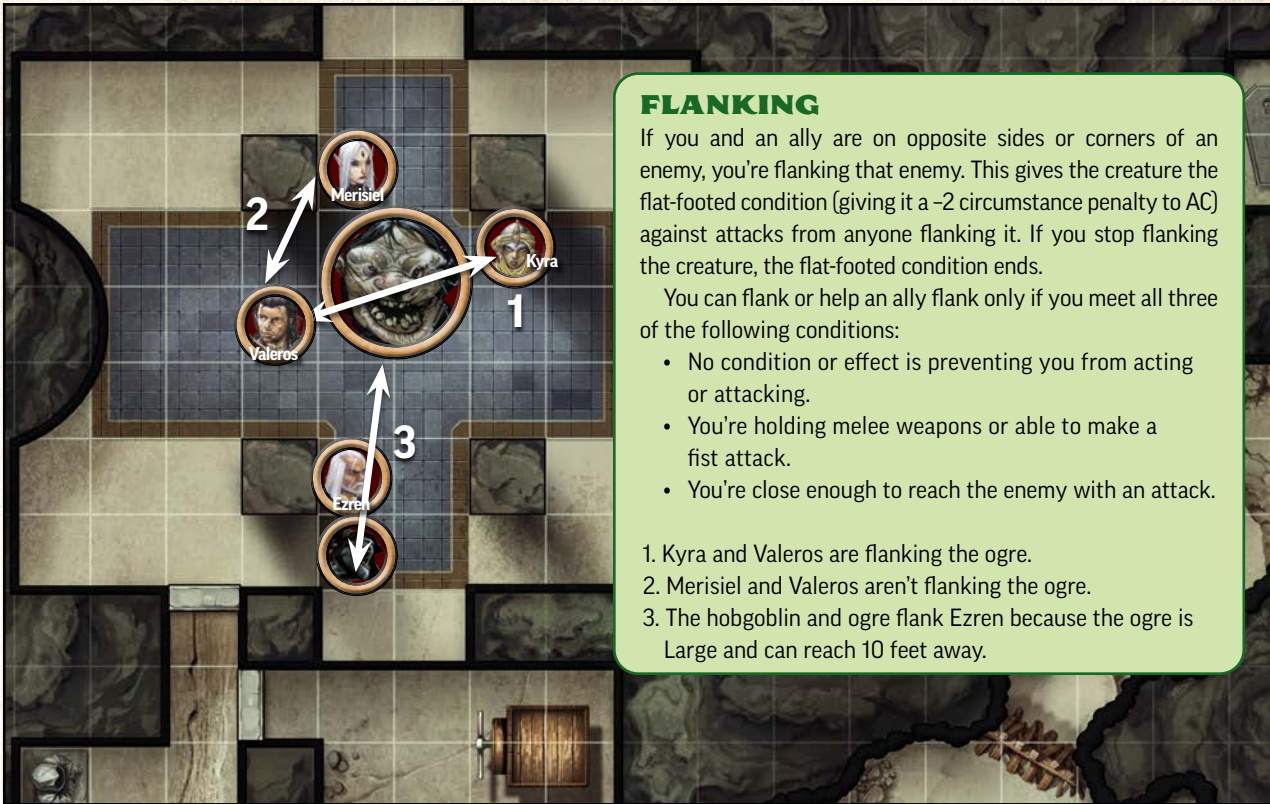 Merisiel
2
Kyra
1
Valeros
3
Ezren
FLANKING
If you and an ally are on opposite sides or corners of an
enemy, you’re flanking that enemy. This gives the creature the
flat-footed condition (giving it a –2 circumstance penalty to AC)
against attacks from anyone flanking it. If you stop flanking
the creature, the flat-footed condition ends.
You can flank or help an ally flank only if you meet all three
of the following conditions:
• No condition or effect is preventing you from acting
or attacking.
• You’re holding melee weapons or able to make a
fist attack.
• You’re close enough to reach the enemy with an attack.
1. Kyra and Valeros are flanking the ogre.
2. Merisiel and Valeros aren’t flanking the ogre.
3. The hobgoblin and ogre flank Ezren because the ogre is
Large and can reach 10 feet away.